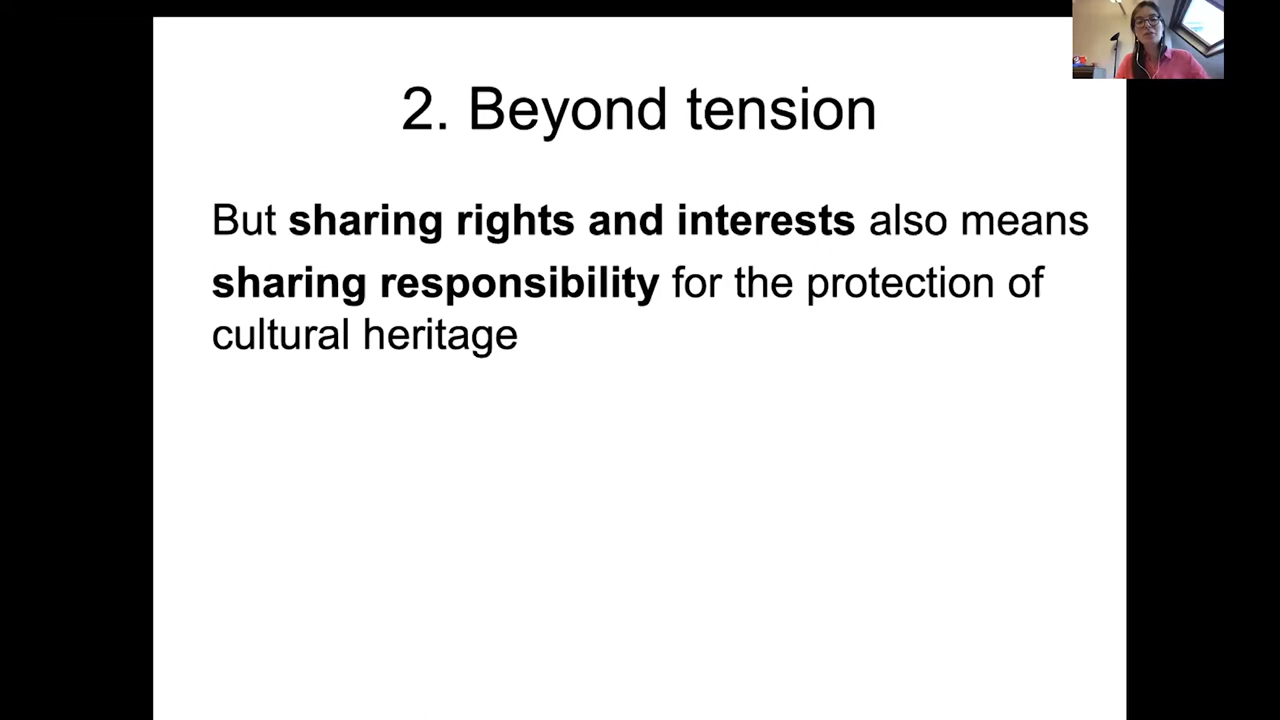 2. Beyond tension
But sharing rights and interests also means
sharing responsibility for the protection of
cultural heritage